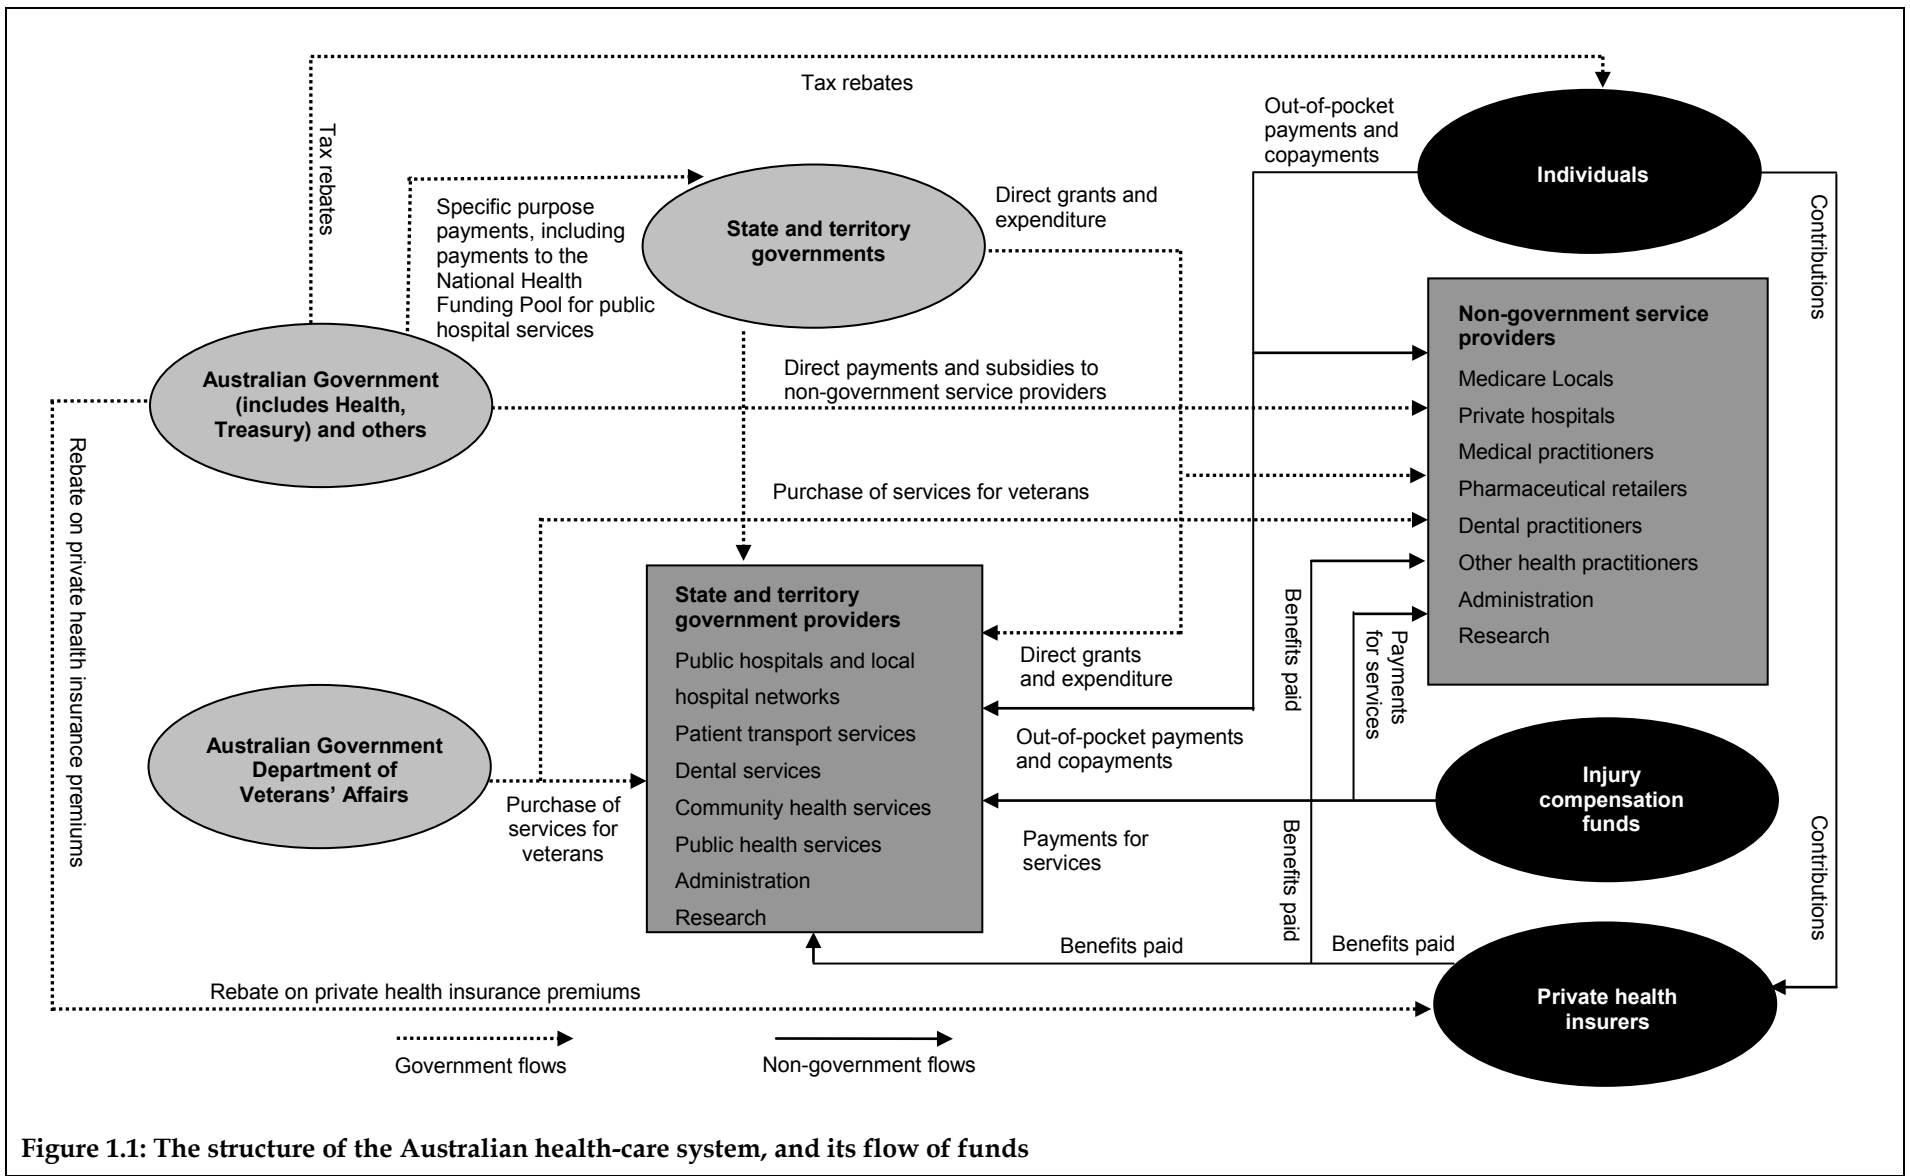 Tax rebates
Tax rebates
Out-of-pocket
payments and
copayments
Individuals
Contributions
Specific purpose
payments, including
payments to the
National Health
Funding Pool for public
hospital services
State and territory
governments
Direct grants and
expenditure
Non-government service
providers
Medicare Locals
Private hospitals
Medical practitioners
Pharmaceutical retailers
Dental practitioners
Other health practitioners
Administration
Research
Australian Government
(includes Health,
Treasury) and others
Direct payments and subsidies to
non-government service providers
Rebate on private health insurance premiums
Purchase of services for veterans
State and territory
government providers
Public hospitals and local
hospital networks
Patient transport services
Dental services
Community health services
Public health services
Administration
Research
Direct grants
and expenditure
Benefits paid
Payments
for services
Out-of-pocket payments
and copayments
Australian Government
Department of
Veterans' Affairs
Purchase of
services for
veterans
Injury
compensation
funds
Payments for
services
Benefits paid
Contributions
Benefits paid
Benefits paid
Private health
insurers
Rebate on private health insurance premiums
Government flows
Non-government flows
Figure 1.1: The structure of the Australian health-care system, and its flow of funds